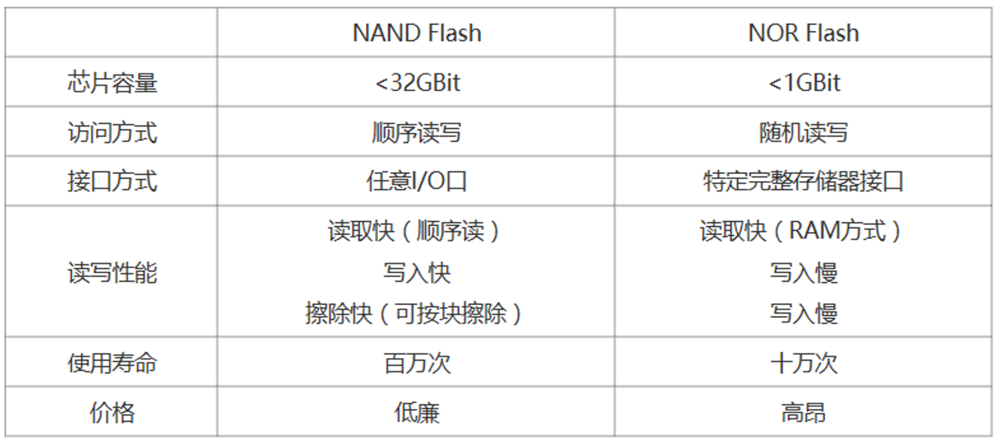 NAND Flash NOR Flash
芯片容量 <32GBit <1GBit
访问方式 顺序读写 随机读写
接口方式 任意I/O口 特定完整存储器接口
读取快（顺序读） 读取快（RAM方式）
读写性能 写入快 写入慢
擦除快（可按块擦除） 写入慢
使用寿命 百万次 十万次
价格 低廉 高昂